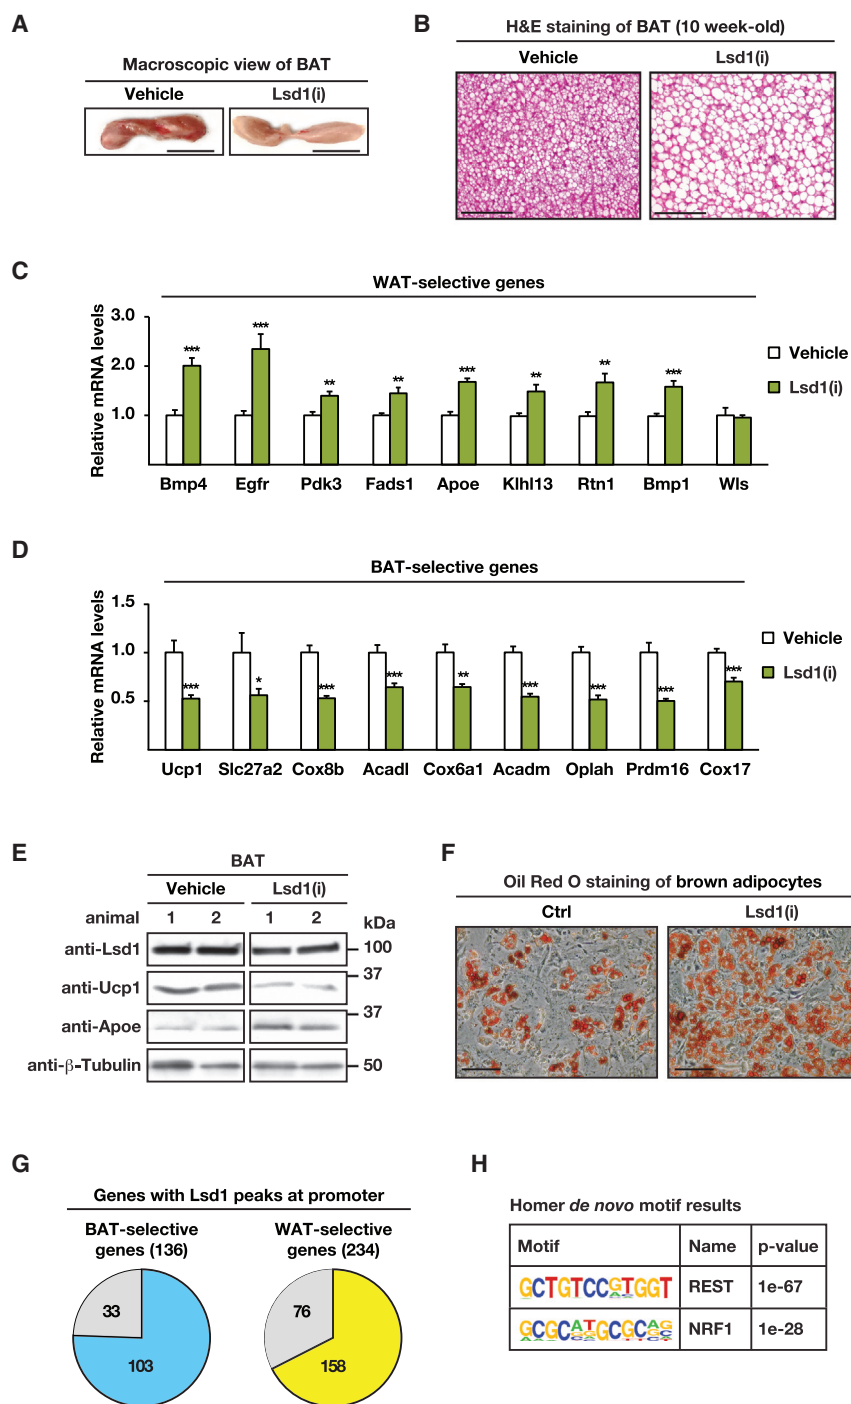 A
Macroscopic view of BAT
Vehicle Lsd1(i)
B
H&E staining of BAT (10 week-old)
Vehicle Lsd1(i)
C
WAT-selective genes
Relative mRNA levels
3.0
2.0
1.0
*** *** ** ** *** ** ** ***
Vehicle
Lsd1(i)
Bmp4 Egfr Pdk3 Fads1 Apoe Klhl13 Rtn1 Bmp1 Wls
D
BAT-selective genes
Relative mRNA levels
1.5
1.0
0.5
*** * *** *** ** *** *** *** ***
Vehicle
Lsd1(i)
Ucp1 Slc27a2 Cox8b Acadl Cox6a1 Acadm Oplah Prdm16 Cox17
E
BAT
Vehicle Lsd1(i)
animal 1 2 1 2 kDa
anti-Lsd1 100
37
anti-Ucp1
37
anti-Apoe
anti-β-Tubulin 50
F
Oil Red O staining of brown adipocytes
Ctrl Lsd1(i)
G
Genes with Lsd1 peaks at promoter
BAT-selective genes (136)
WAT-selective genes (234)
33
103
76
158
H
Homer de novo motif results
Motif Name p-value
GCTGTCCGTGGT REST 1e-67
GCGCATGCGCAG NRF1 1e-28